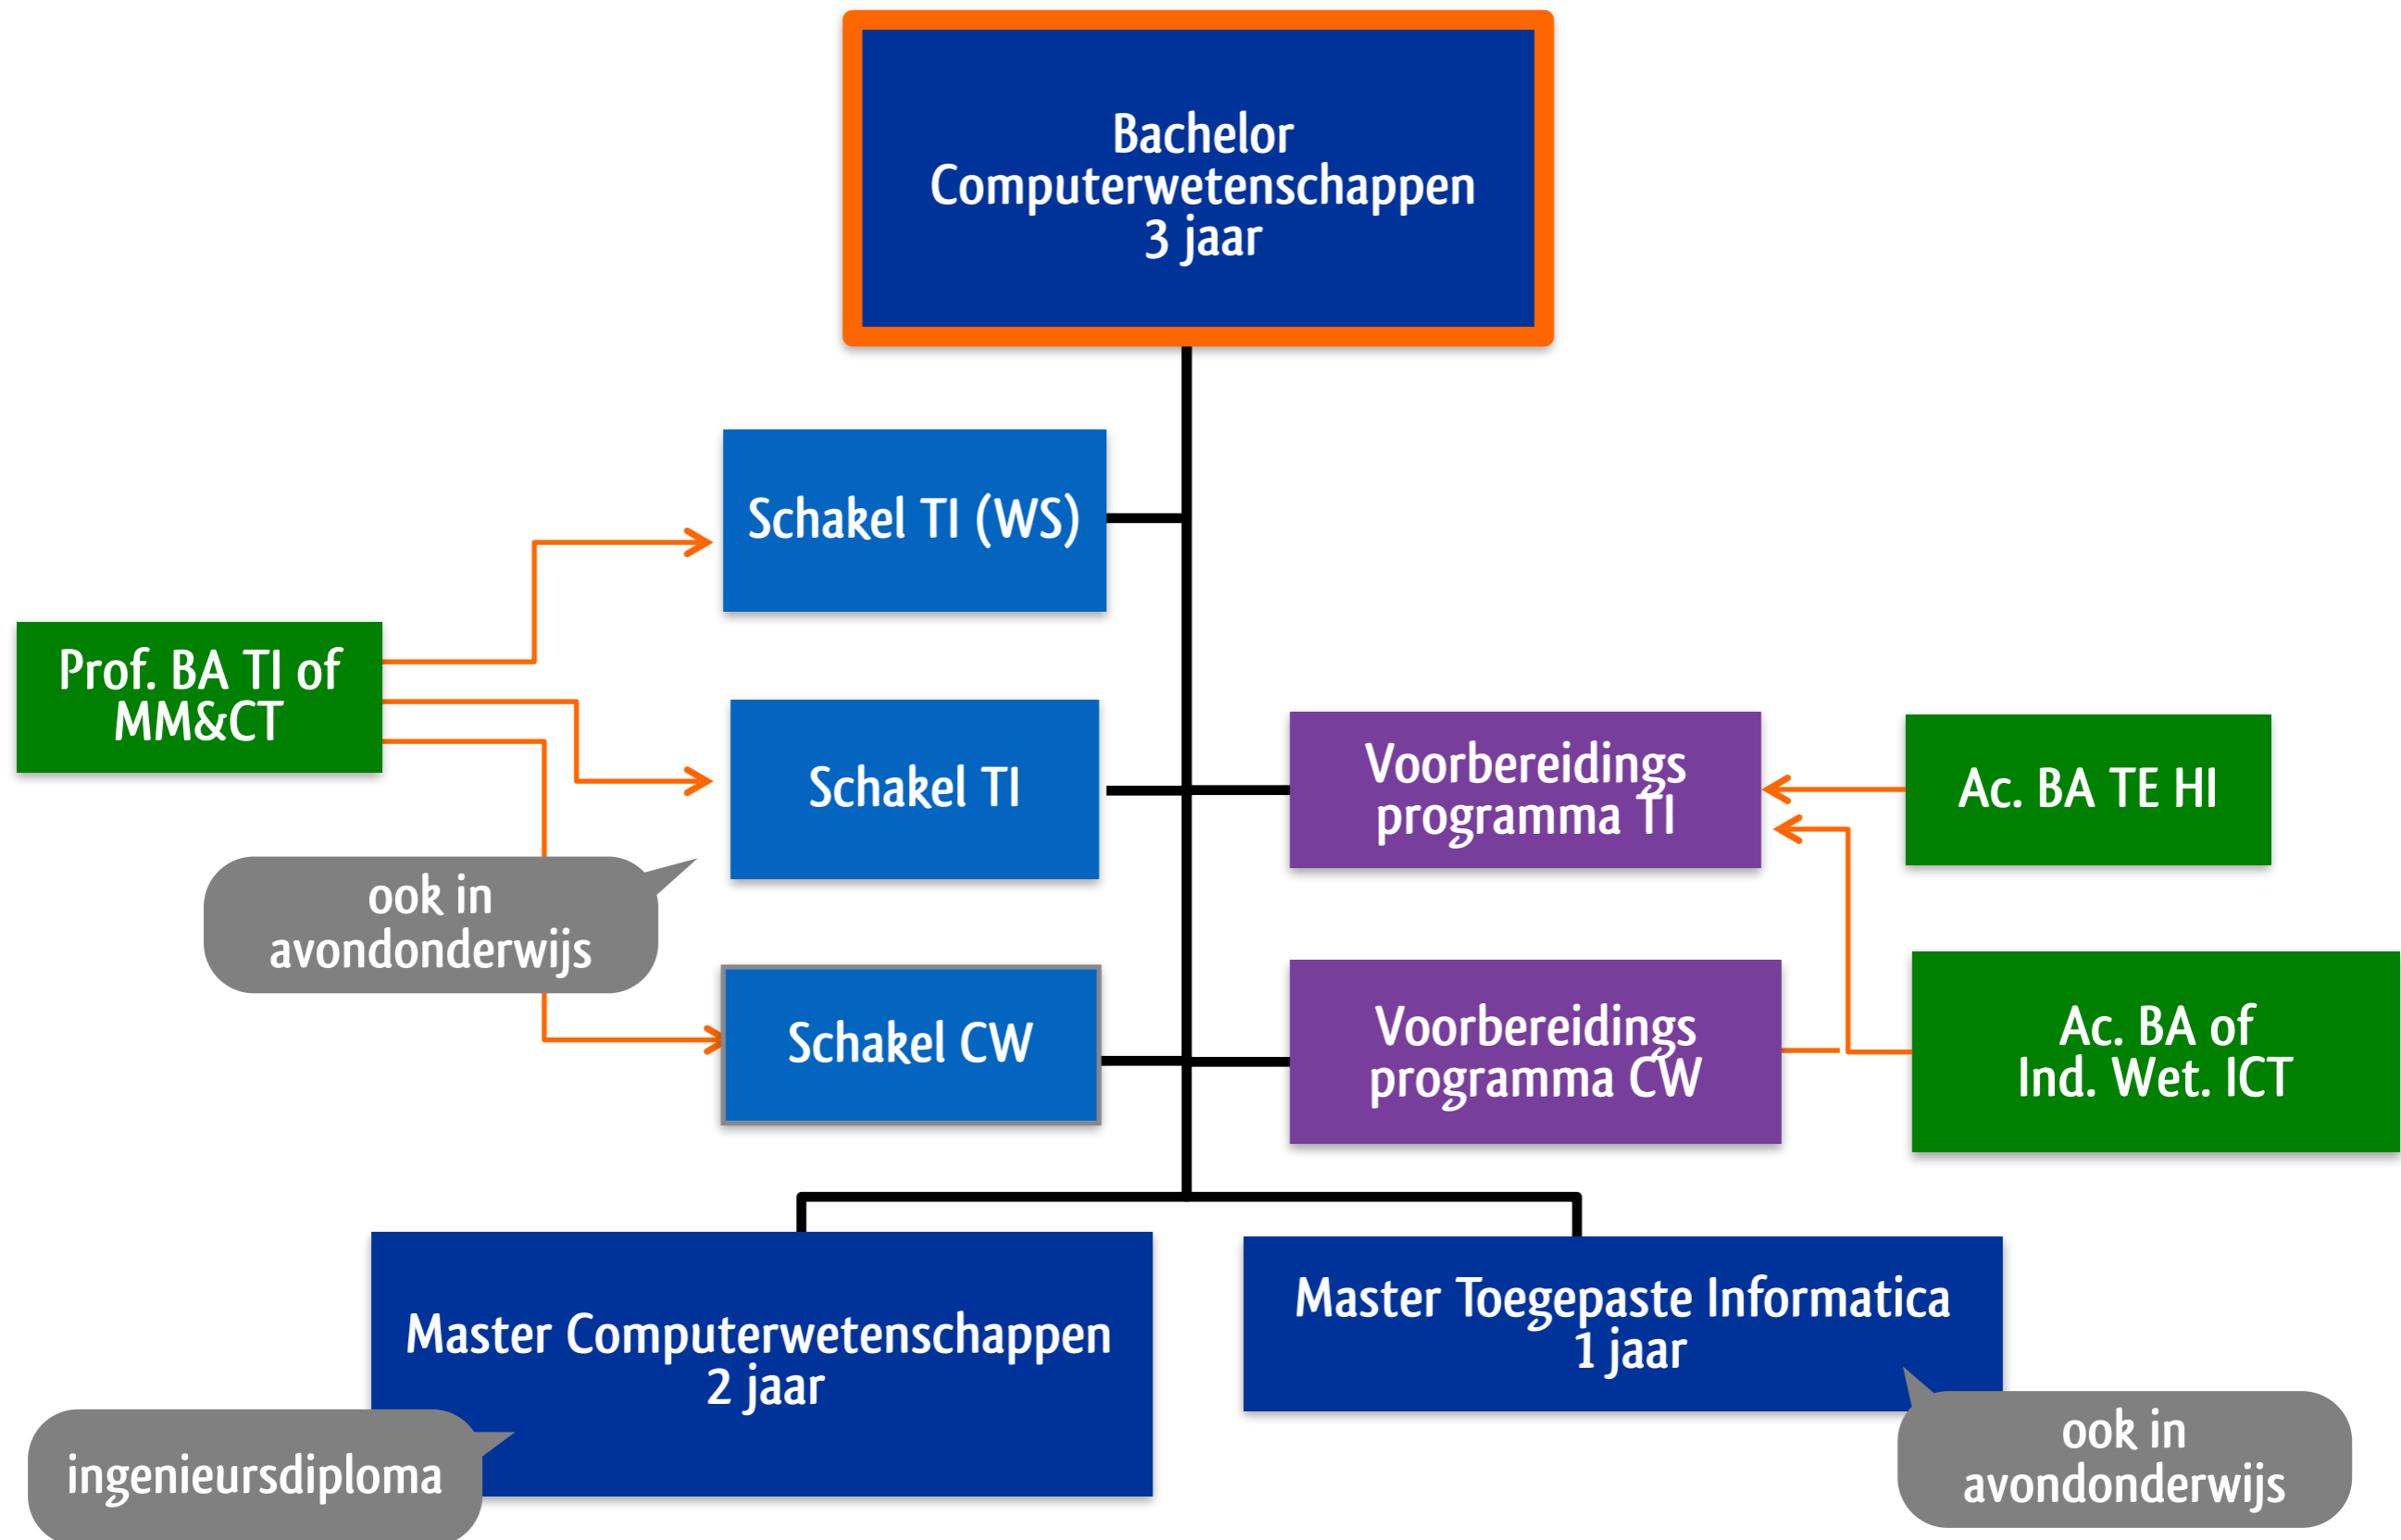 Bachelor
Computerwetenschappen
3 jaar
Schakel TI (WS)
Prof. BA TI of
MM&CT
Schakel TI
Voorbereidings
programma TI
Ac. BA TE HI
ook in
avondonderwijs
Schakel CW
Voorbereidings
programma CW
Ac. BA of
Ind. Wet. ICT
Master Computerwetenschappen
2 jaar
Master Toegepaste Informatica
1 jaar
ingenieursdiploma
ook in
avondonderwijs